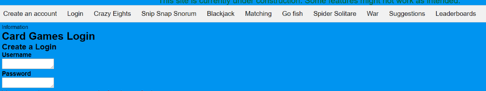 This site is currently under construction. Some features might not work as intended.
Create an account Login Crazy Eights Snip Snap Snorum Blackjack Matching Go fish Spider Solitare War Suggestions Leaderboards
Information
Card Games Login
Create a Login
Username
Password